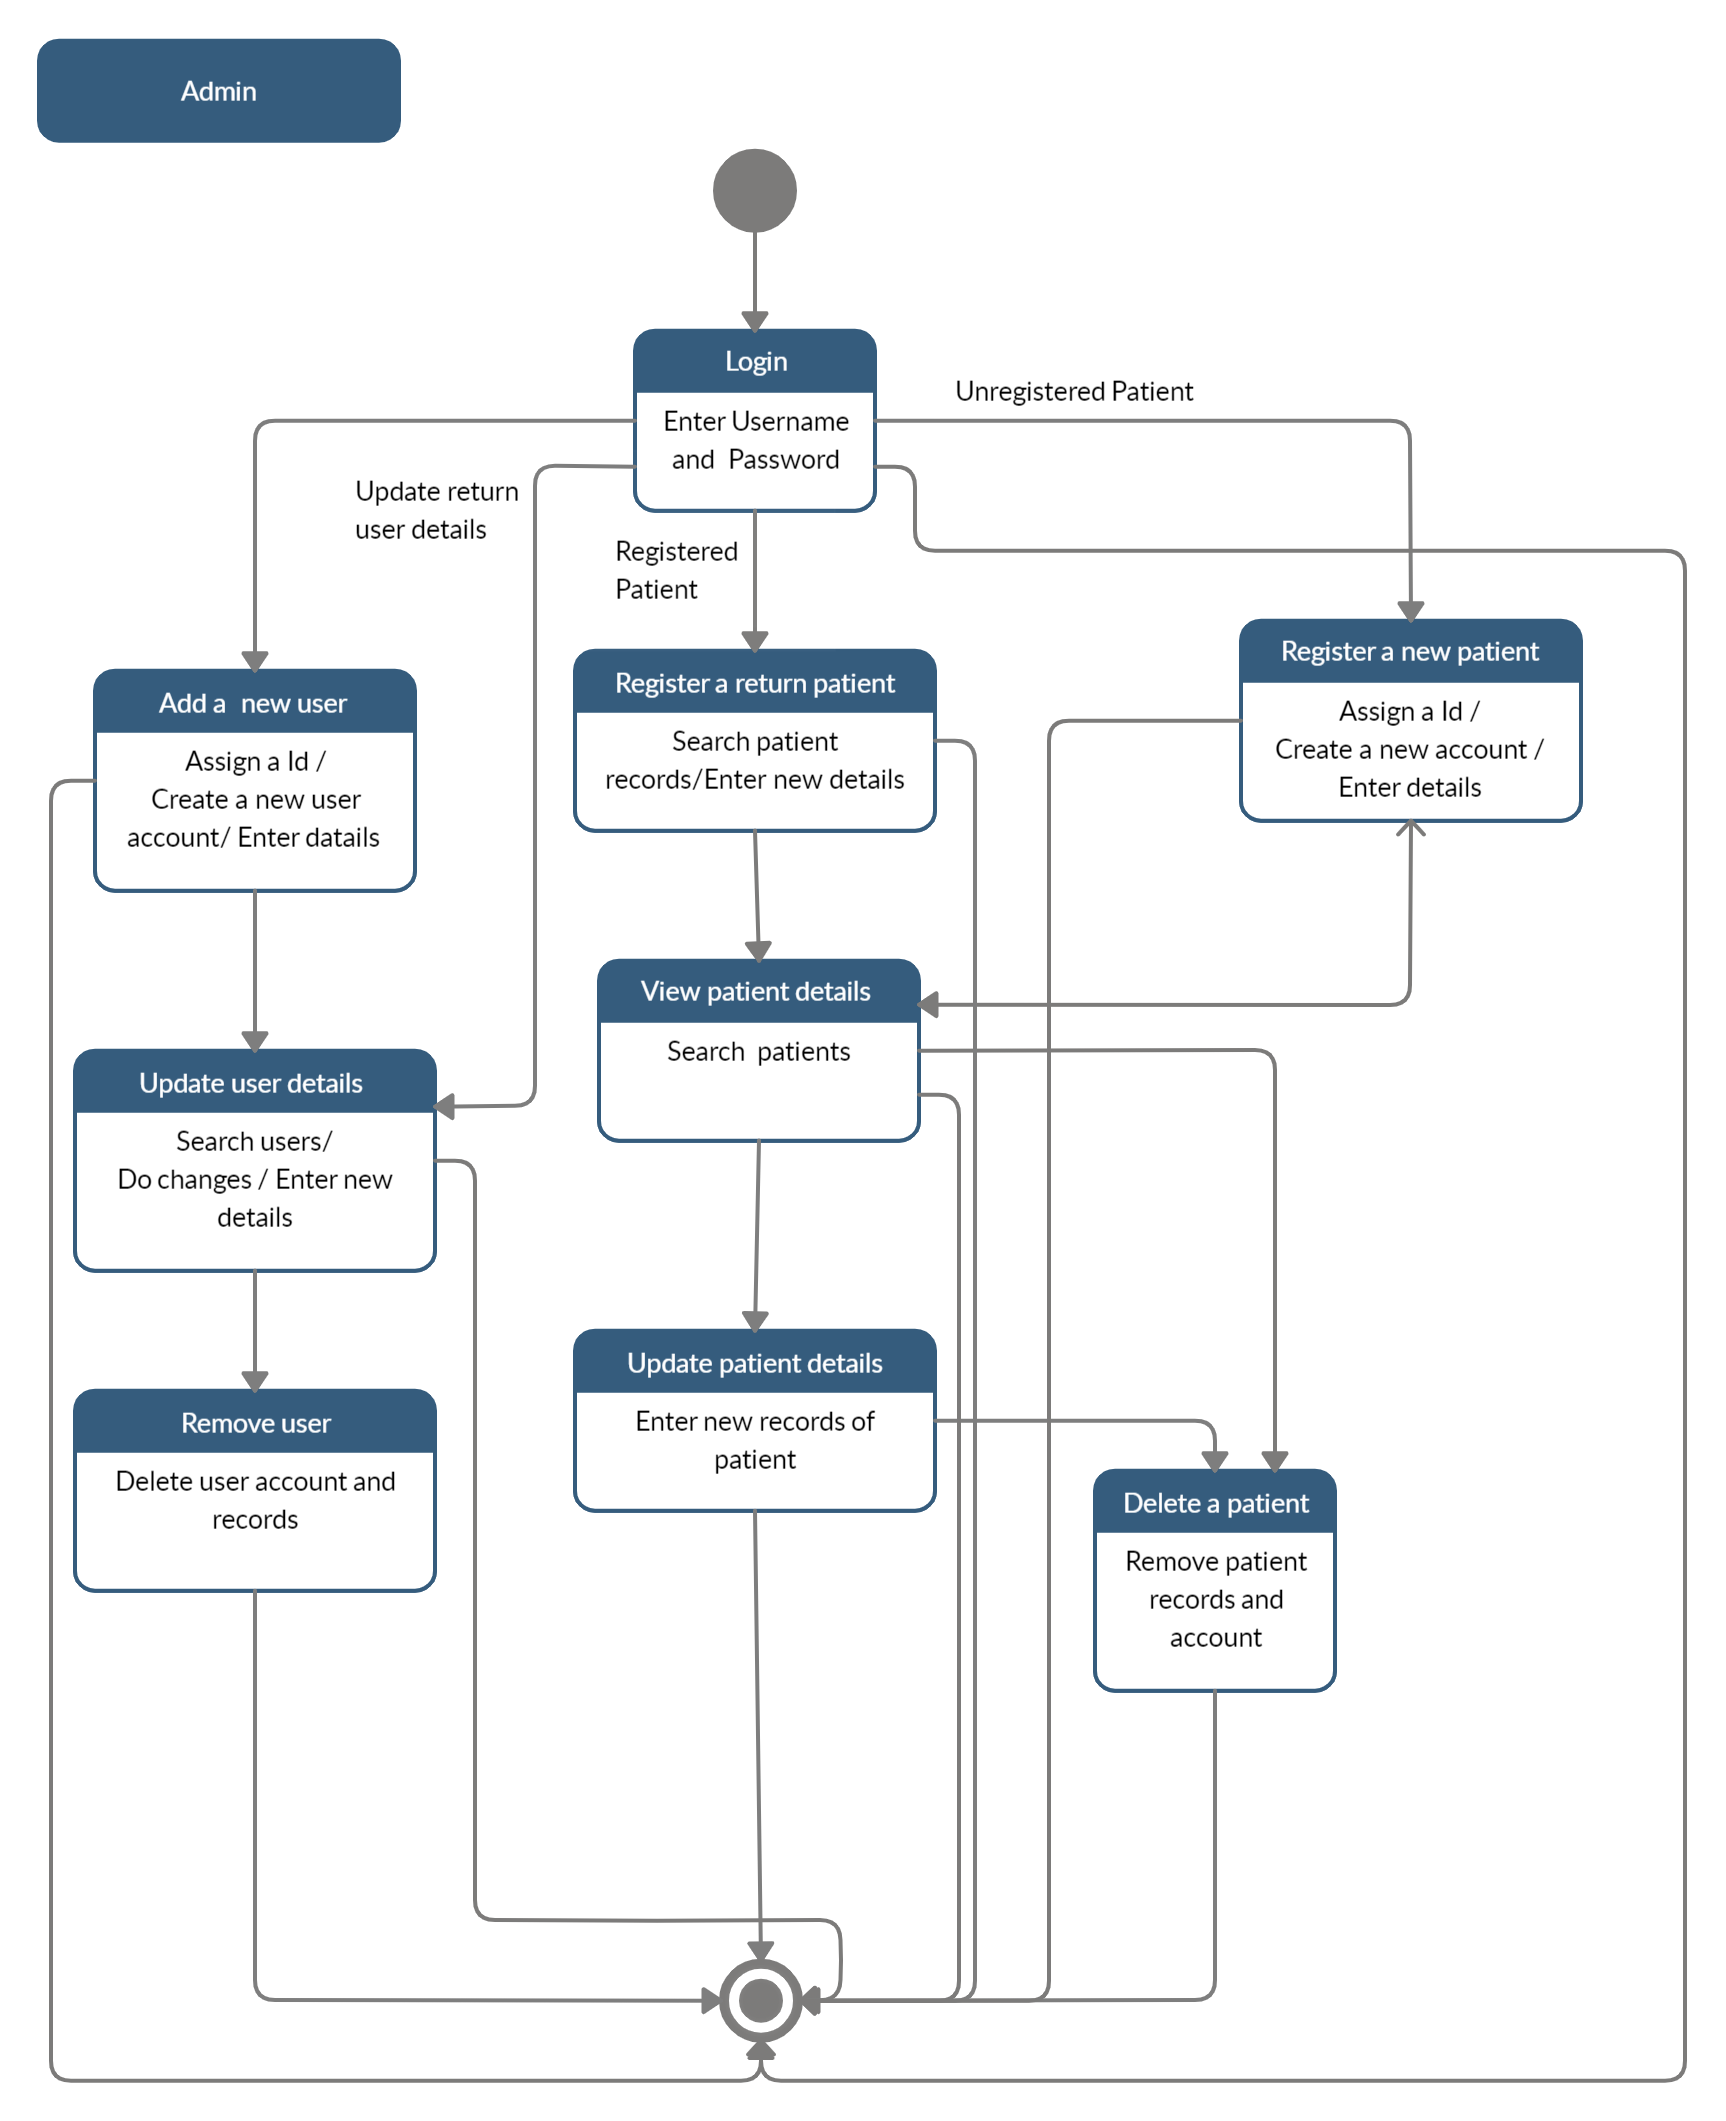 Admin
Login
Enter Username
and Password
Unregistered Patient
Update return
user details
Registered
Patient
Add a new user
Assign a Id /
Create a new user
account/ Enter datails
Register a return patient
Search patient
records/Enter new details
Register a new patient
Assign a Id /
Create a new account /
Enter details
View patient details
Search patients
Update user details
Search users/
Do changes / Enter new
details
Update patient details
Enter new records of
patient
Remove user
Delete user account and
records
Delete a patient
Remove patient
records and
account